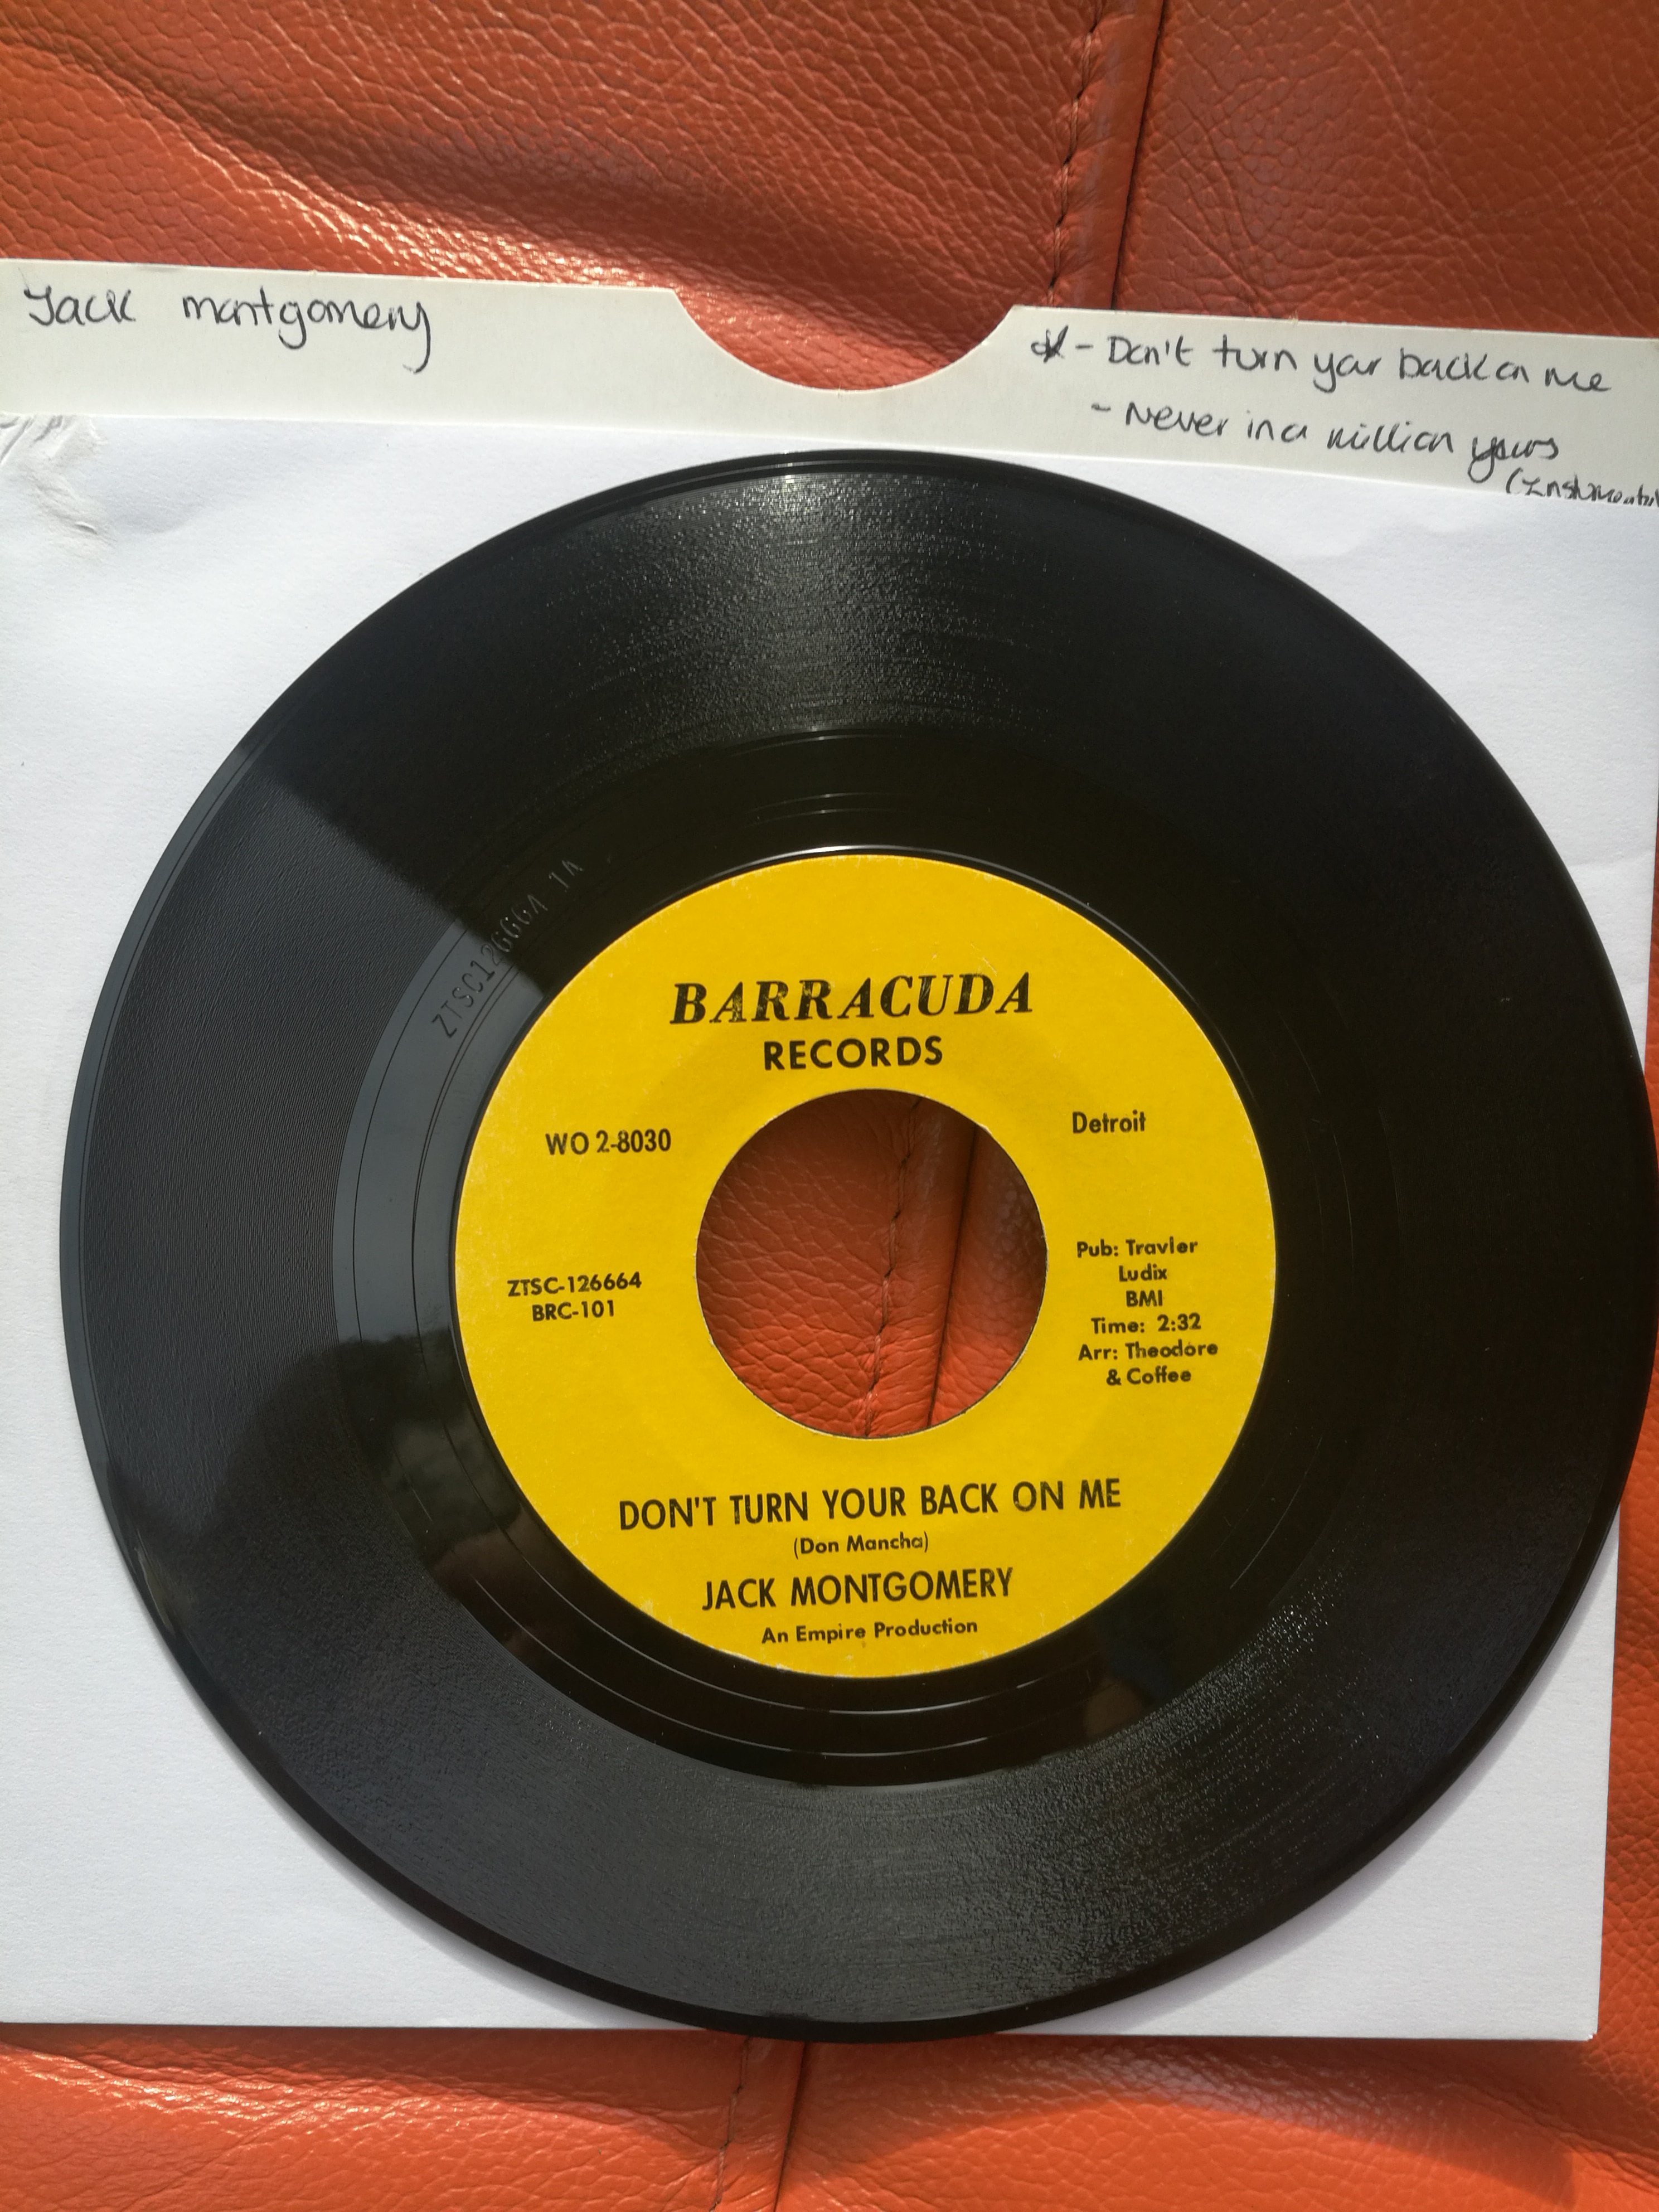 Jack montgomery
- Don't turn your back on me
- Never in a million years
(Instrumental
ZTSC126664 1A
BARRACUDA
RECORDS
WO 2-8030
Detroit
ZTSC-126664
BRC-101
Pub: Travler
Ludix
BMI
Time: 2:32
Arr: Theodore
& Coffee
DON'T TURN YOUR BACK ON ME
(Don Mancha)
JACK MONTGOMERY
An Empire Production